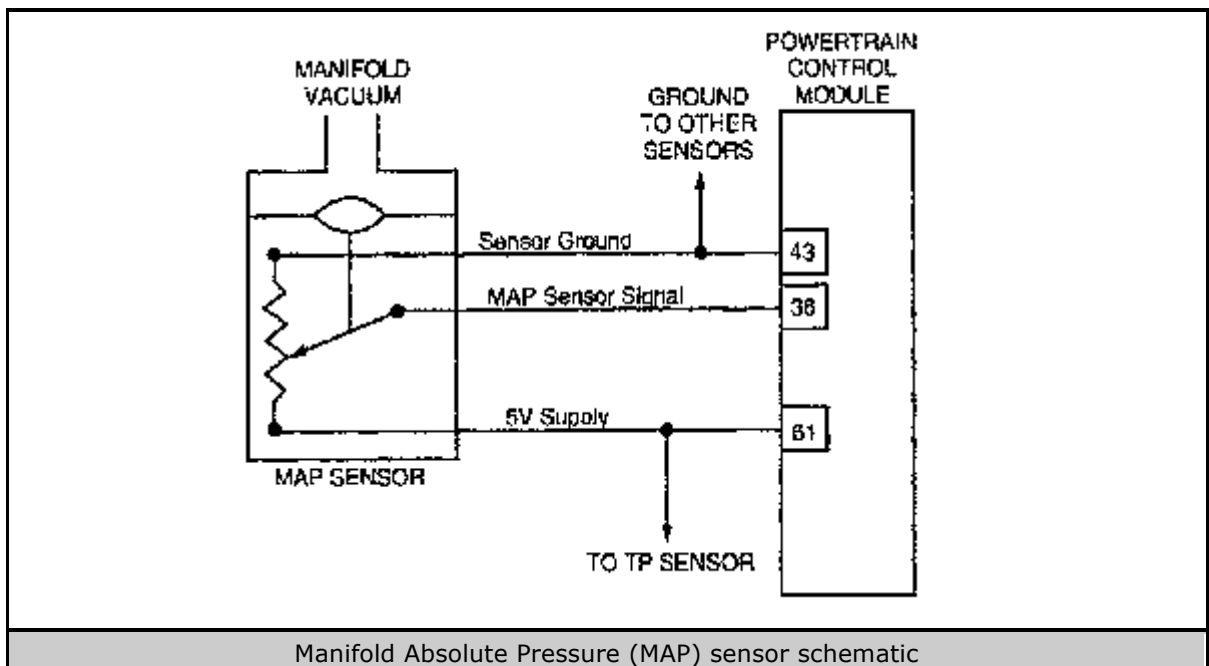 MANIFOLD
VACUUM
GROUND
TO OTHER
SENSORS
POWERTRAIN
CONTROL
MODULE
Sensor Ground
43
MAP Sensor Signal
36
5V Supply
61
MAP SENSOR
TO TP SENSOR
Manifold Absolute Pressure (MAP) sensor schematic